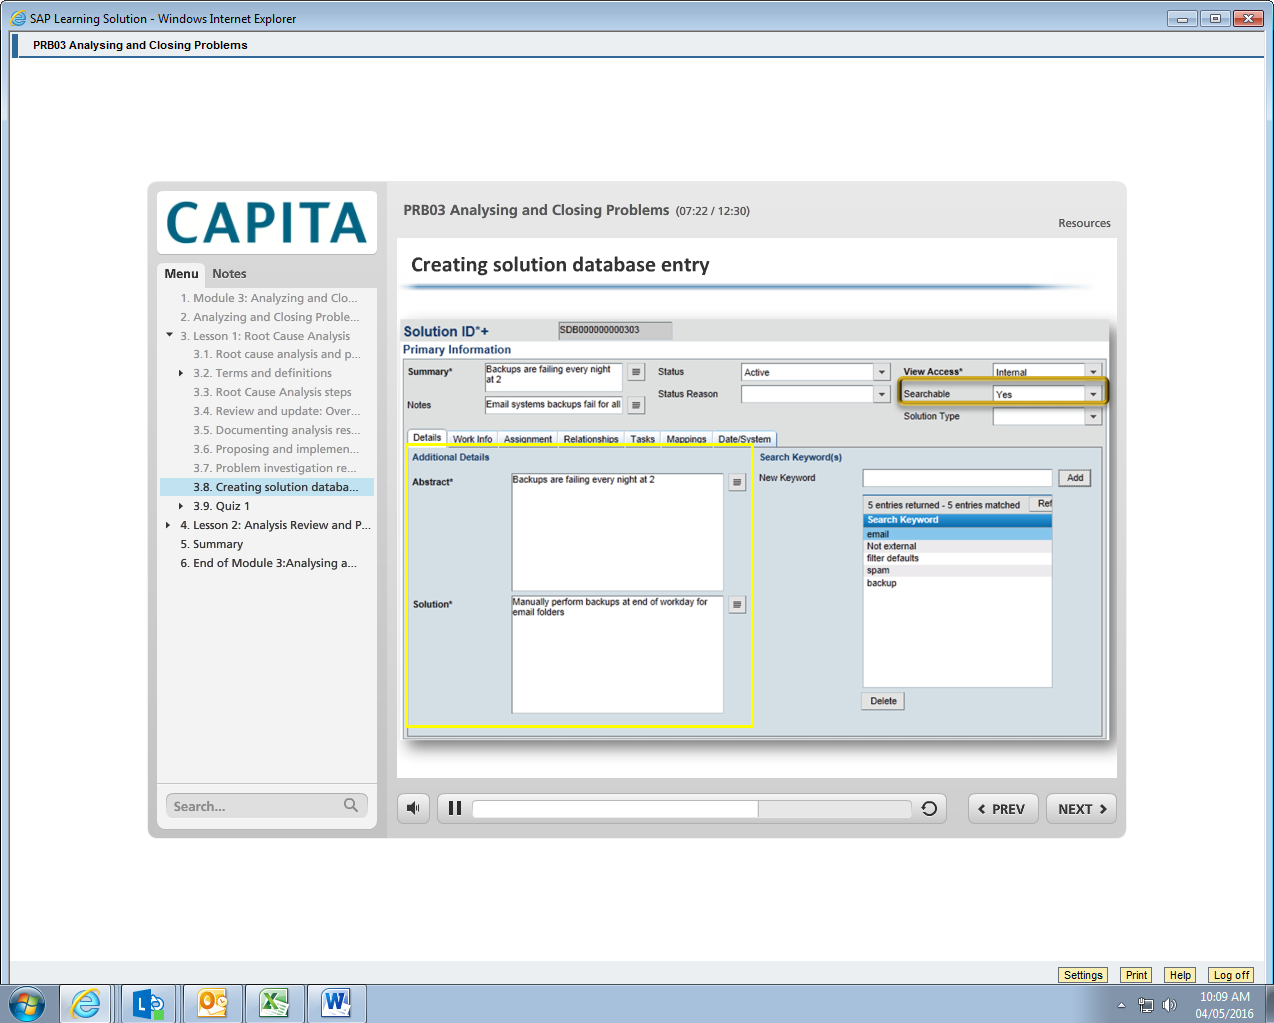 SAP Learning Solution - Windows Internet Explorer
PRB03 Analysing and Closing Problems
CAPITA
PRB03 Analysing and Closing Problems (07:22 / 12:30)
Resources
Menu
Notes
1. Module 3: Analyzing and Clo...
2. Analyzing and Closing Proble...
3. Lesson 1: Root Cause Analysis
3.1. Root cause analysis and p...
3.2. Terms and definitions
3.3. Root Cause Analysis steps
3.4. Review and update: Over...
3.5. Documenting analysis res...
3.6. Proposing and implemen...
3.7. Problem investigation re...
3.8. Creating solution databa...
3.9. Quiz 1
4. Lesson 2: Analysis Review and P...
5. Summary
6. End of Module 3:Analysing a...
Search...
Creating solution database entry
Solution ID*+ SDB000000000303
Primary Information
Summary* Backups are failing every night
at 2
Notes Email systems backups fail for all
Status Active
Status Reason
View Access* Internal
Searchable Yes
Solution Type
Details Work Info Assignment Relationships Tasks Mappings Date/System
Additional Details
Abstract* Backups are failing every night at 2
Solution* Manually perform backups at end of workday for
email folders
Search Keyword(s)
New Keyword Add
5 entries returned - 5 entries matched Ref
Search Keyword
email
Not external
filter defaults
spam
backup
Delete
PREV NEXT
Settings Print Help Log off
10:09 AM
04/05/2016